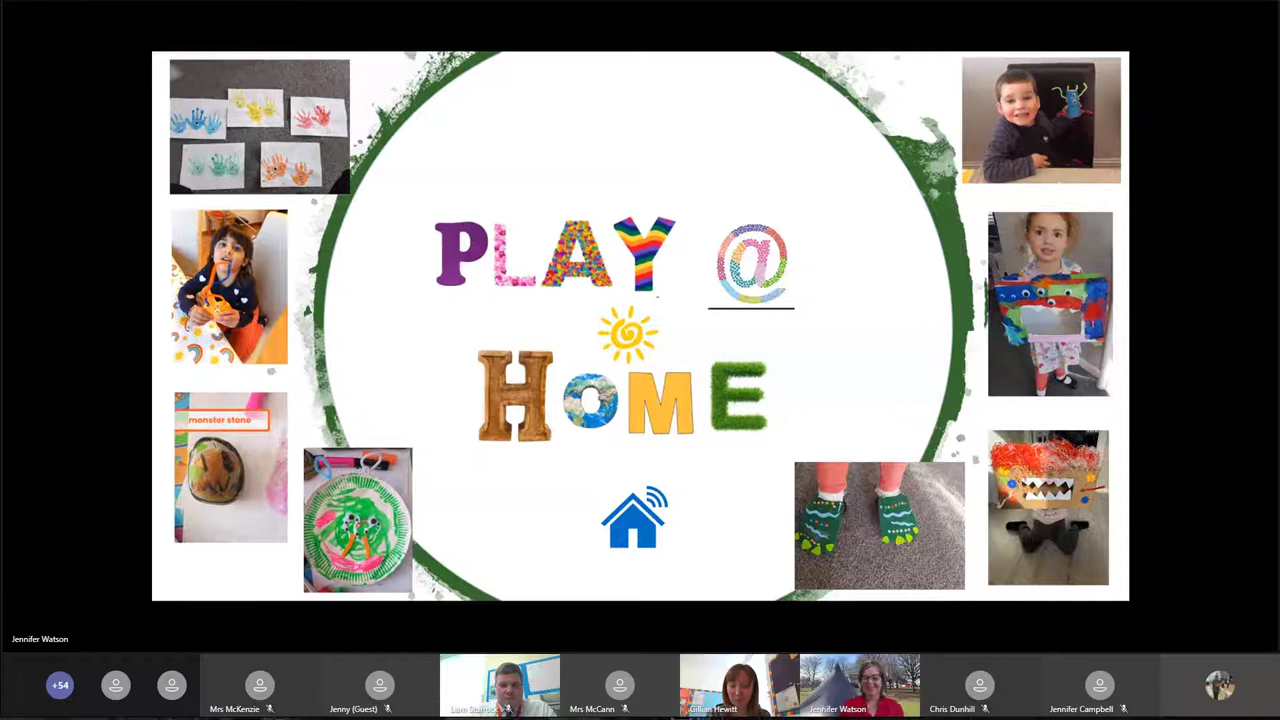 PLAY @
HOME
monster stone
Jennifer Watson
+54
Mrs McKenzie
Jenny (Guest)
Mrs McCann
Gillian Hewitt
Jennifer Watson
Chris Dunhill
Jennifer Campbell